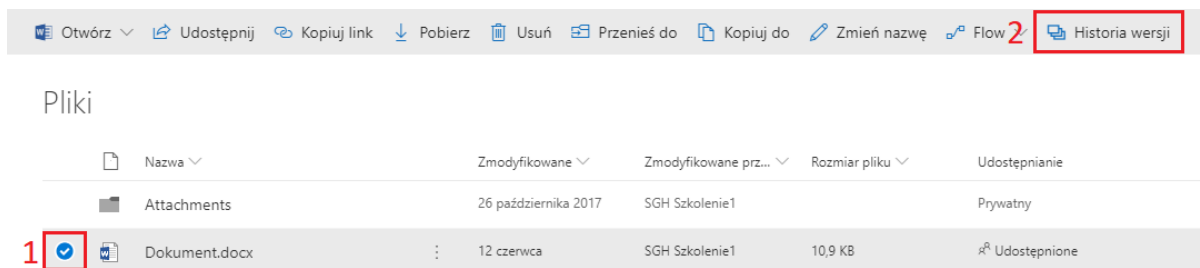 Otwórz Udostępnij Kopiuj link Pobierz Usuń Przenieś do Kopiuj do Zmień nazwę Flow 2 Historia wersji
Pliki
Nazwa Zmodyfikowane Zmodyfikowane prz... Rozmiar pliku Udostępnianie
Attachments 26 października 2017 SGH Szkolenie1 Prywatny
1 Dokument.docx 12 czerwca SGH Szkolenie1 10,9 KB Udostępnione